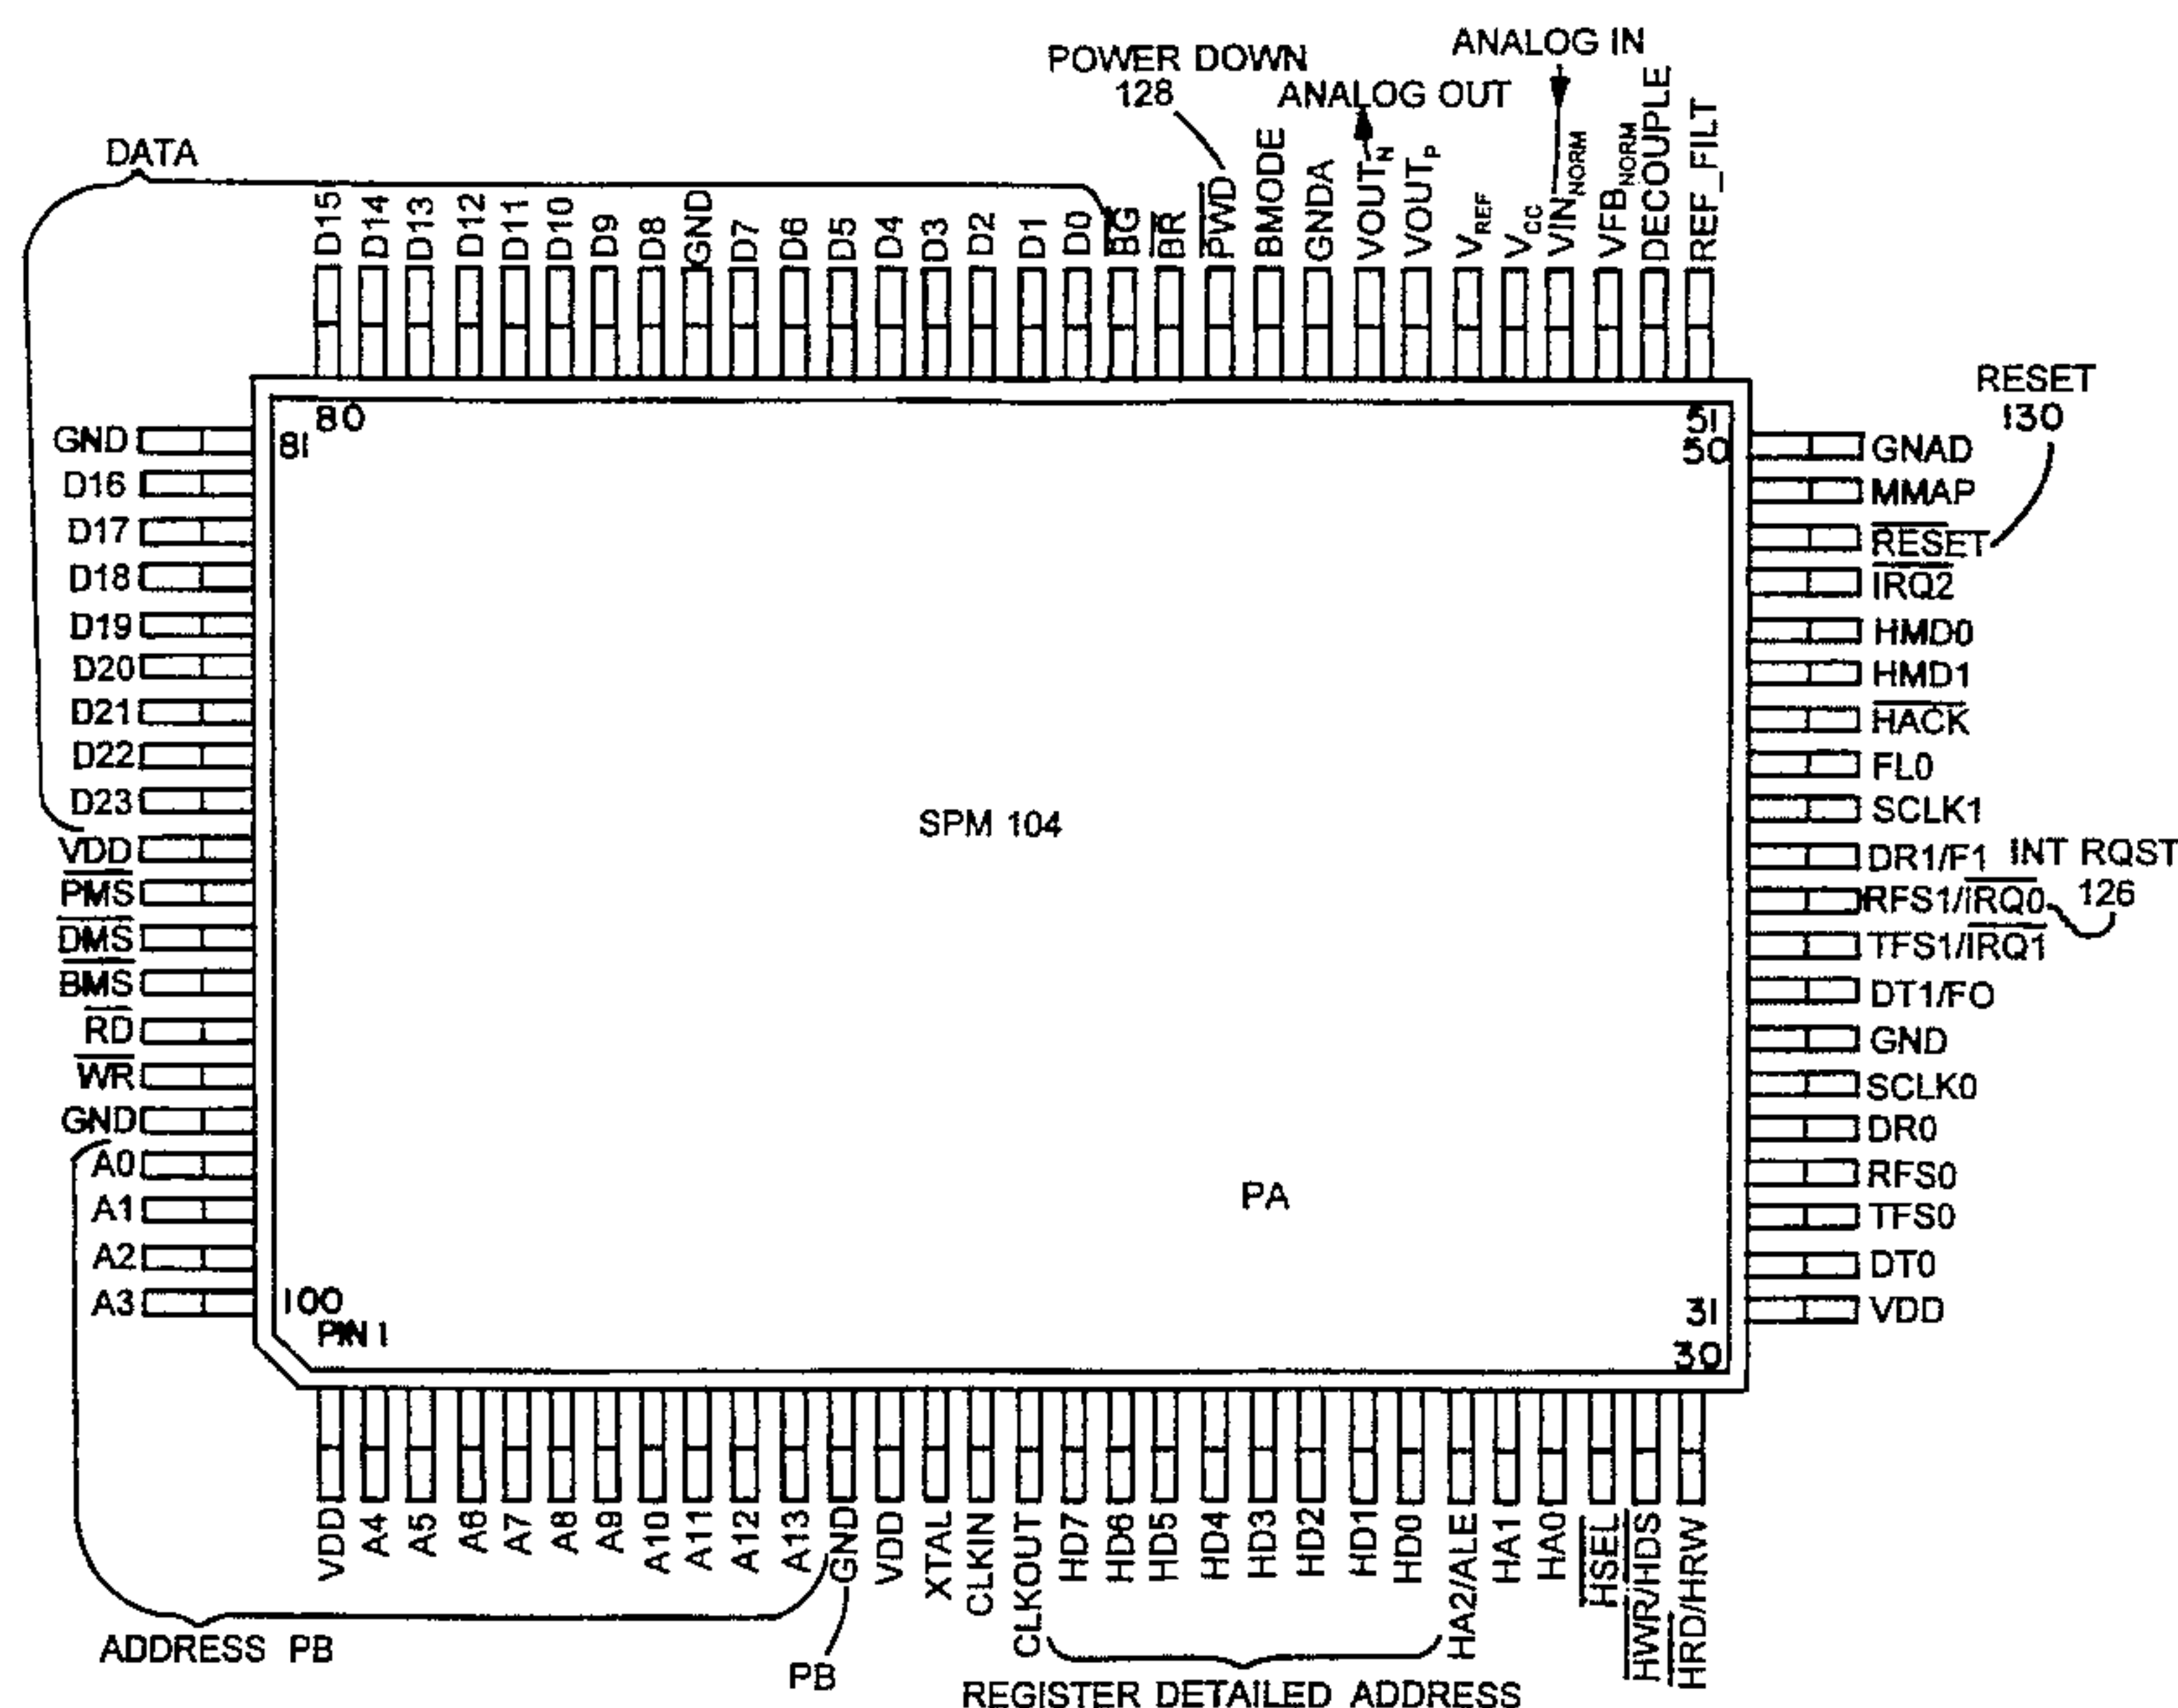 POWER DOWN
128
ANALOG IN
ANALOG OUT
DATA
D15
D14
D13
D12
D11
D10
D9
D8
GND
D7
D6
D5
D4
D3
D2
D1
D0
BG
BR
PWD
BMODE
GNDA
VOUTN
VOUTP
VREF
VCC
VINNORM
VFBNORM
DECOUPLE
REF_FILT
80
81
51
50
GND
D16
D17
D18
D19
D20
D21
D22
D23
VDD
PMS
DMS
BMS
RD
WR
GND
A0
A1
A2
A3
SPM 104
PA
RESET
130
GNAD
MMAP
RESET
IRQ2
HMD0
HMD1
HACK
FL0
SCLK1
DR1/F1
INT RQST
126
RFS1/IRQ0
TFS1/IRQ1
DT1/FO
GND
SCLK0
DR0
RFS0
TFS0
DT0
VDD
100
PIN 1
31
30
VDD
A4
A5
A6
A7
A8
A9
A10
A11
A12
A13
GND
VDD
XTAL
CLKIN
CLKOUT
HD7
HD6
HD5
HD4
HD3
HD2
HD1
HD0
HA2/ALE
HA1
HA0
HSEL
HWR/HDS
HRD/HRW
ADDRESS PB
PB
REGISTER DETAILED ADDRESS